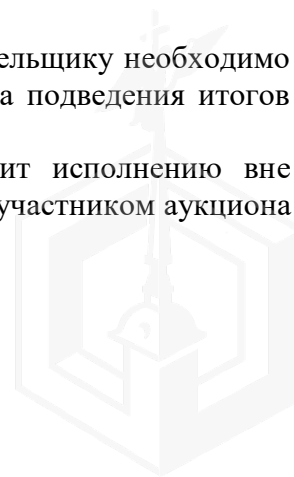 ельщику необходимо
а подведения итогов
ит исполнению вне
участником аукциона